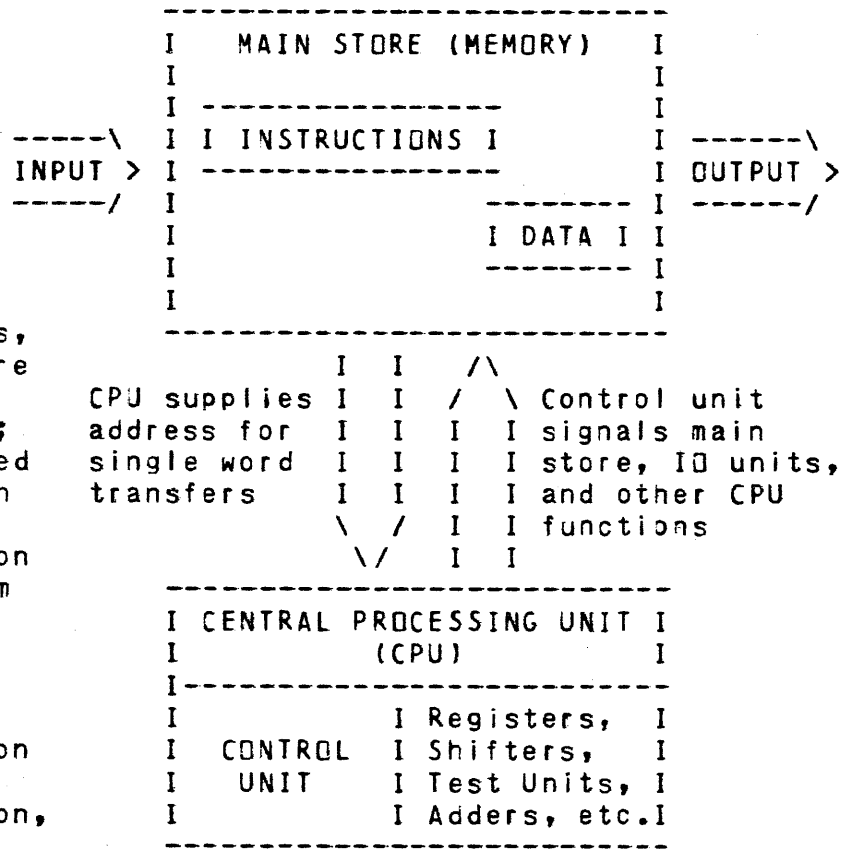 MAIN STORE (MEMORY)
INSTRUCTIONS
INPUT > OUTPUT >
DATA
CPU supplies
address for
single word
transfers
Control unit
signals main
store, IO units,
and other CPU
functions
CENTRAL PROCESSING UNIT
(CPU)
CONTROL
UNIT
Registers,
Shifters,
Test Units,
Adders, etc.